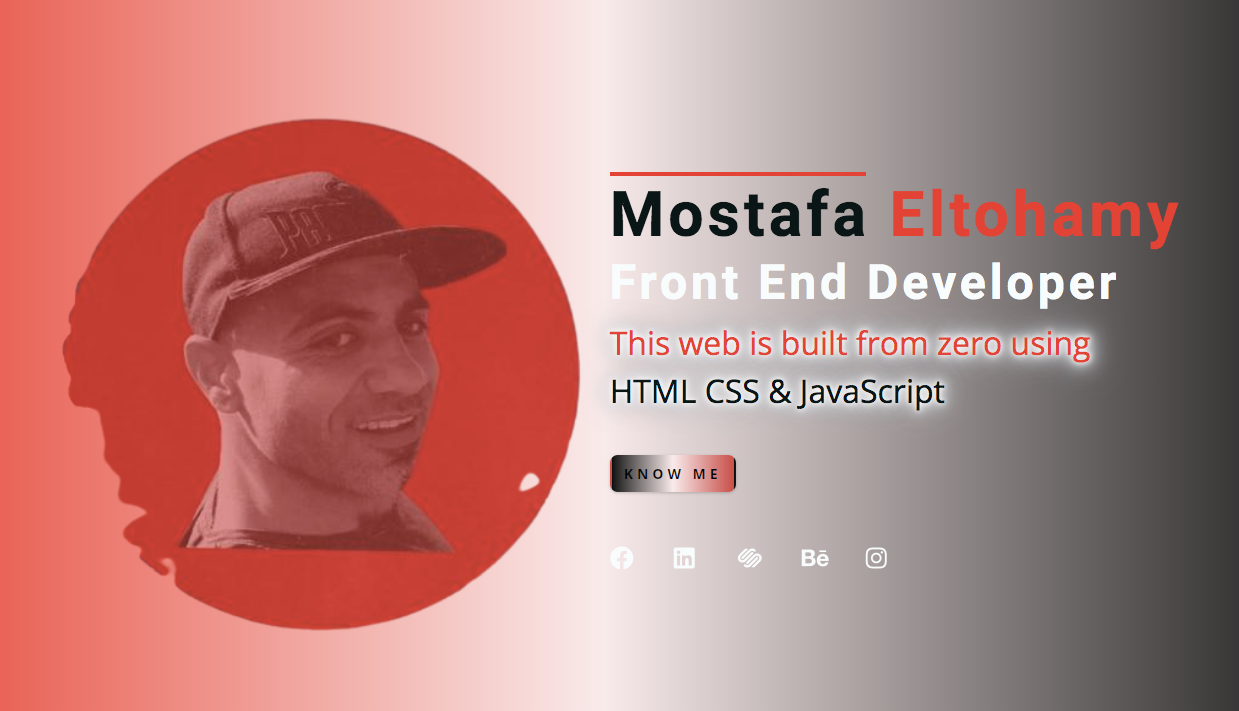 Mostafa Eltohamy
Front End Developer
This web is built from zero using
HTML CSS & JavaScript
KNOW ME
Bē